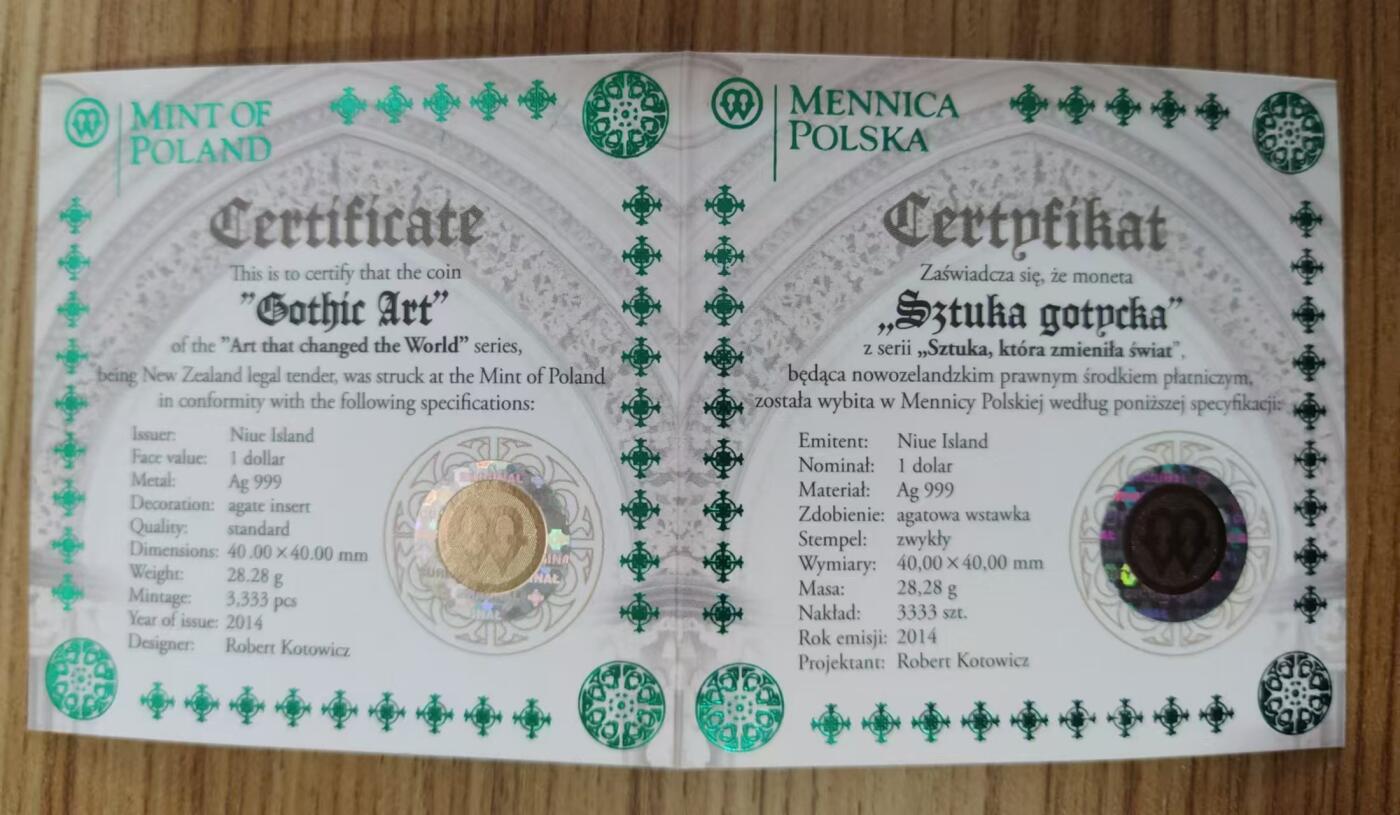 MINT OF
POLAND
Certificate
This is to certify that the coin
"Gothic Art"
of the "Art that changed the World" series,
being New Zealand legal tender, was struck at the Mint of Poland
in conformity with the following specifications:
Issuer: Niue Island
Face value: 1 dollar
Metal: Ag 999
Decoration: agate insert
Quality: standard
Dimensions: 40.00 × 40.00 mm
Weight: 28.28 g
Mintage: 3,333 pcs
Year of issue: 2014
Designer: Robert Kotowicz
MENNICA
POLSKA
Certyfikat
Zaświadcza się, że moneta
„Sztuka gotycka”
z serii „Sztuka, która zmieniła świat”,
będąca nowozelandzkim prawnym środkiem płatniczym,
została wybita w Mennicy Polskiej według poniższej specyfikacji:
Emitent: Niue Island
Nominał: 1 dolar
Materiał: Ag 999
Zdobienie: agatowa wstawka
Stempel: zwykły
Wymiary: 40,00 × 40,00 mm
Masa: 28,28 g
Nakład: 3333 szt.
Rok emisji: 2014
Projektant: Robert Kotowicz